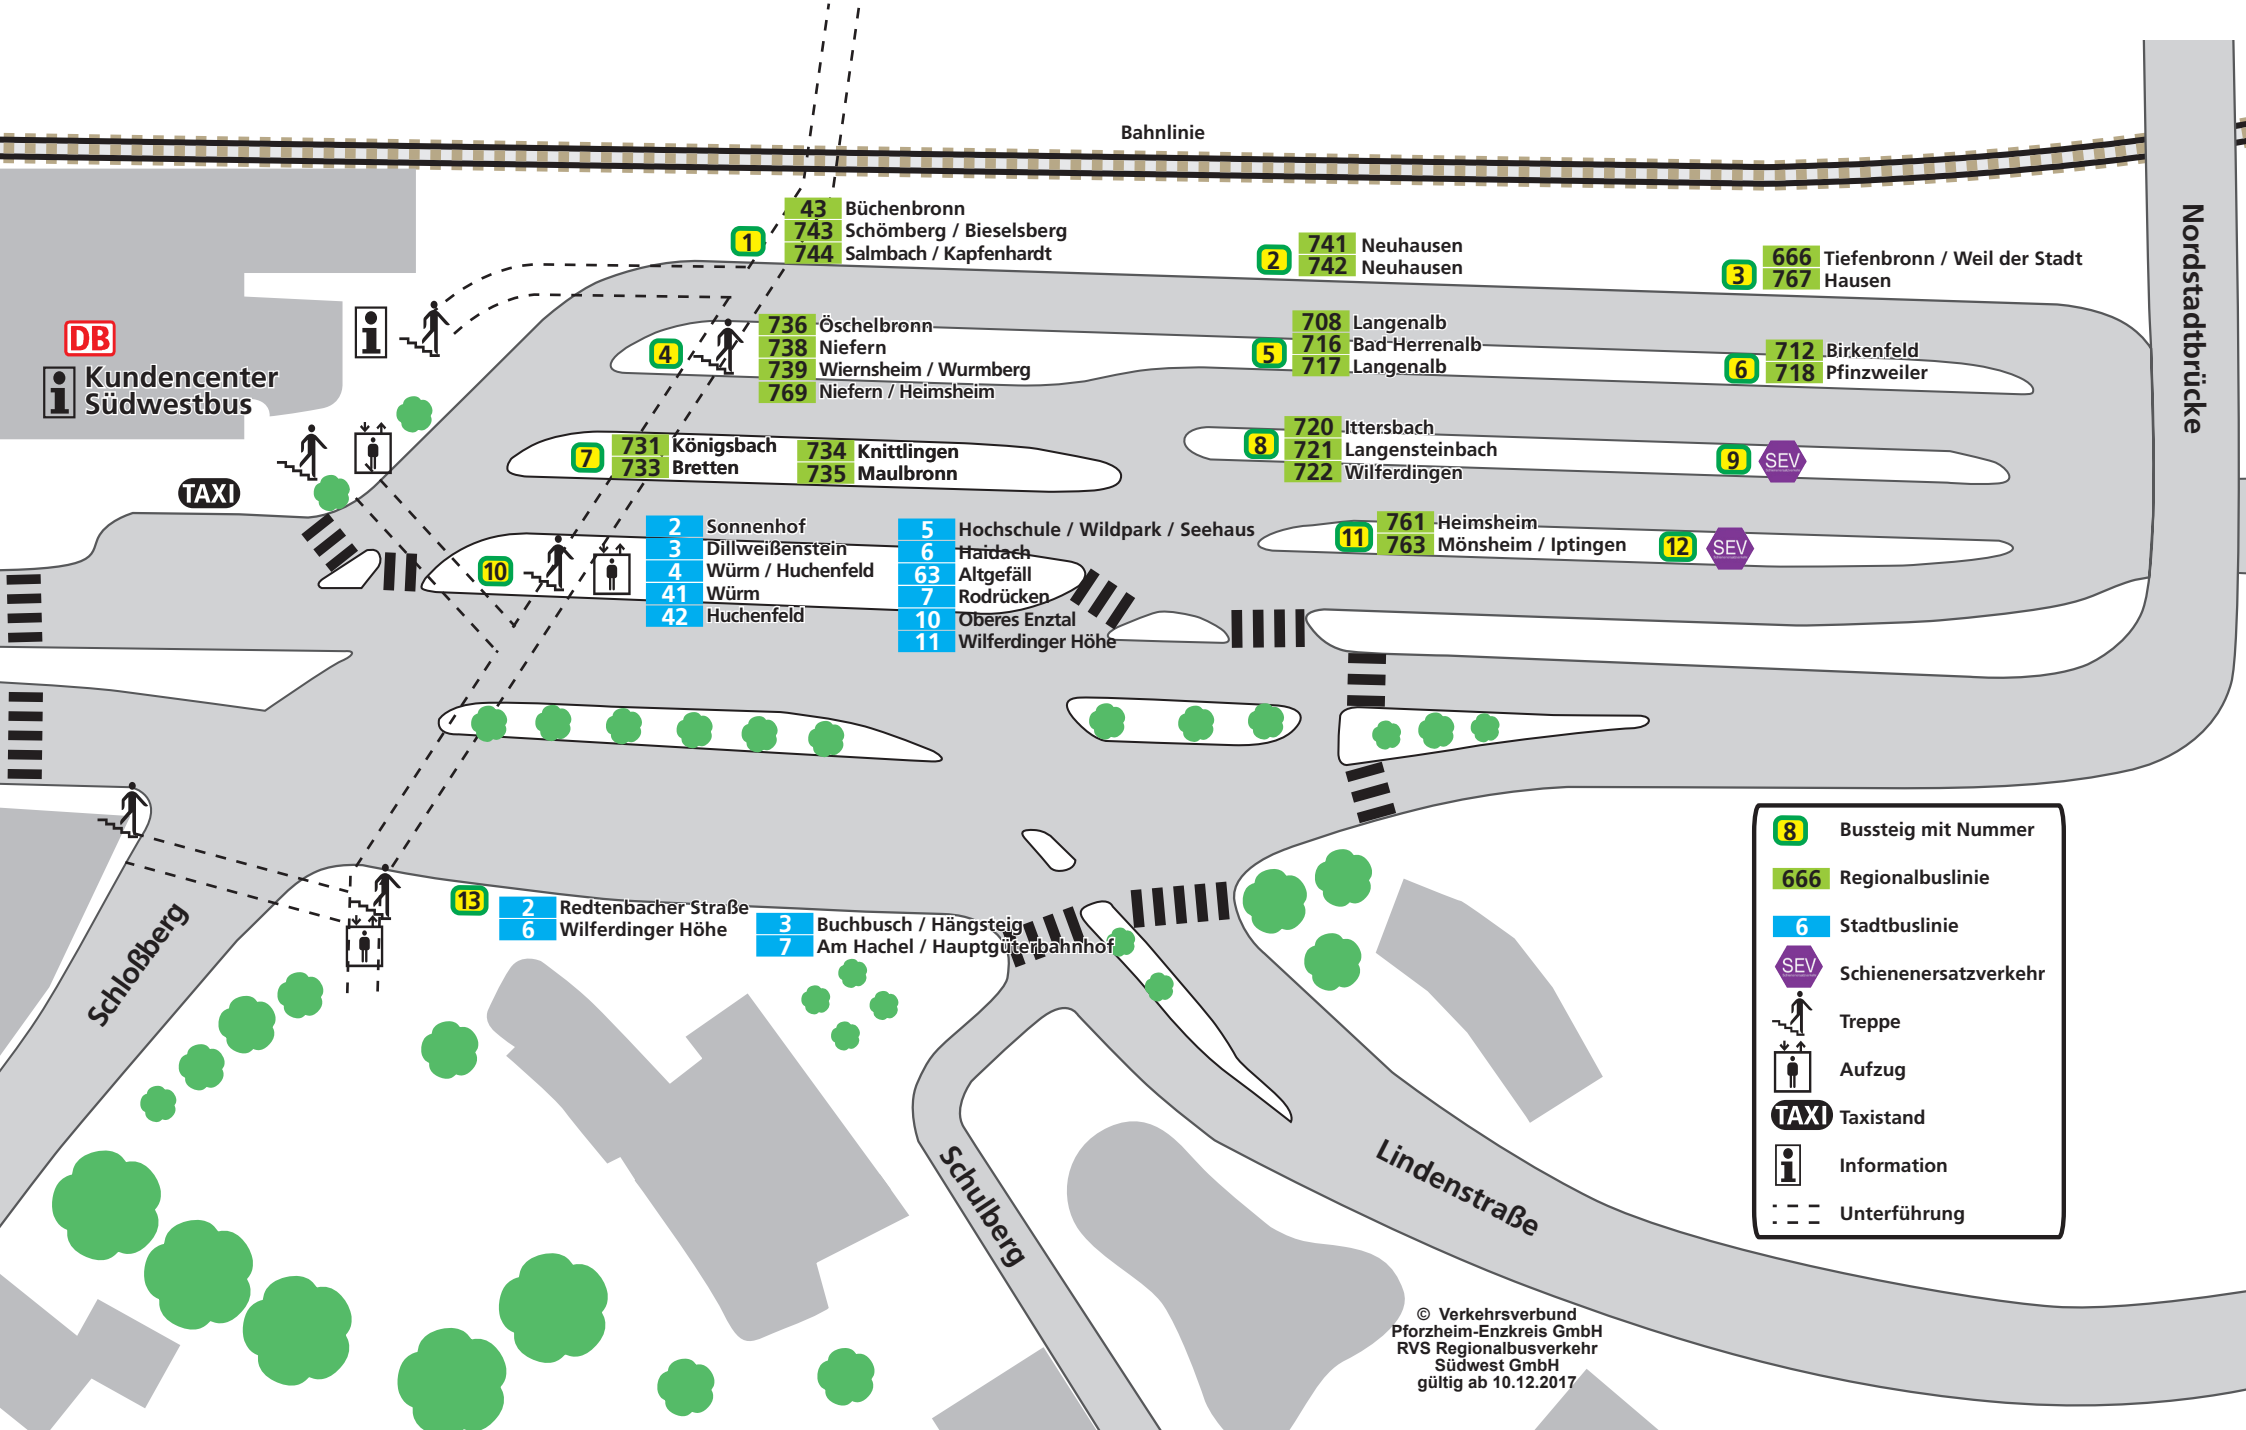 Bahnlinie
Nordstadtbrücke
1
43 Büchenbronn
743 Schömberg / Bieselsberg
744 Salmbach / Kapfenhardt
2
741 Neuhausen
742 Neuhausen
3
666 Tiefenbronn / Weil der Stadt
767 Hausen
DB
i Kundencenter
Südwestbus
i
TAXI
4
736 Öschelbronn
738 Niefern
739 Wiernsheim / Wurmberg
769 Niefern / Heimsheim
5
708 Langenalb
716 Bad Herrenalb
717 Langenalb
6
712 Birkenfeld
718 Pfinzweiler
7
731 Königsbach
733 Bretten
734 Knittlingen
735 Maulbronn
8
720 Ittersbach
721 Langensteinbach
722 Wilferdingen
9 SEV
10
2 Sonnenhof
3 Dillweißenstein
4 Würm / Huchenfeld
41 Würm
42 Huchenfeld
5 Hochschule / Wildpark / Seehaus
6 Haidach
63 Altgefäll
7 Rodrücken
10 Oberes Enztal
11 Wilferdinger Höhe
11
761 Heimsheim
763 Mönsheim / Iptingen
12 SEV
13
2 Redtenbacher Straße
6 Wilferdinger Höhe
3 Buchbusch / Hängsteig
7 Am Hachel / Hauptgüterbahnhof
Schloßberg
Schulberg
Lindenstraße
8 Bussteig mit Nummer
666 Regionalbuslinie
6 Stadtbuslinie
SEV Schienenersatzverkehr
Treppe
Aufzug
TAXI Taxistand
i Information
Unterführung
© Verkehrsverbund
Pforzheim-Enzkreis GmbH
RVS Regionalbusverkehr
Südwest GmbH
gültig ab 10.12.2017